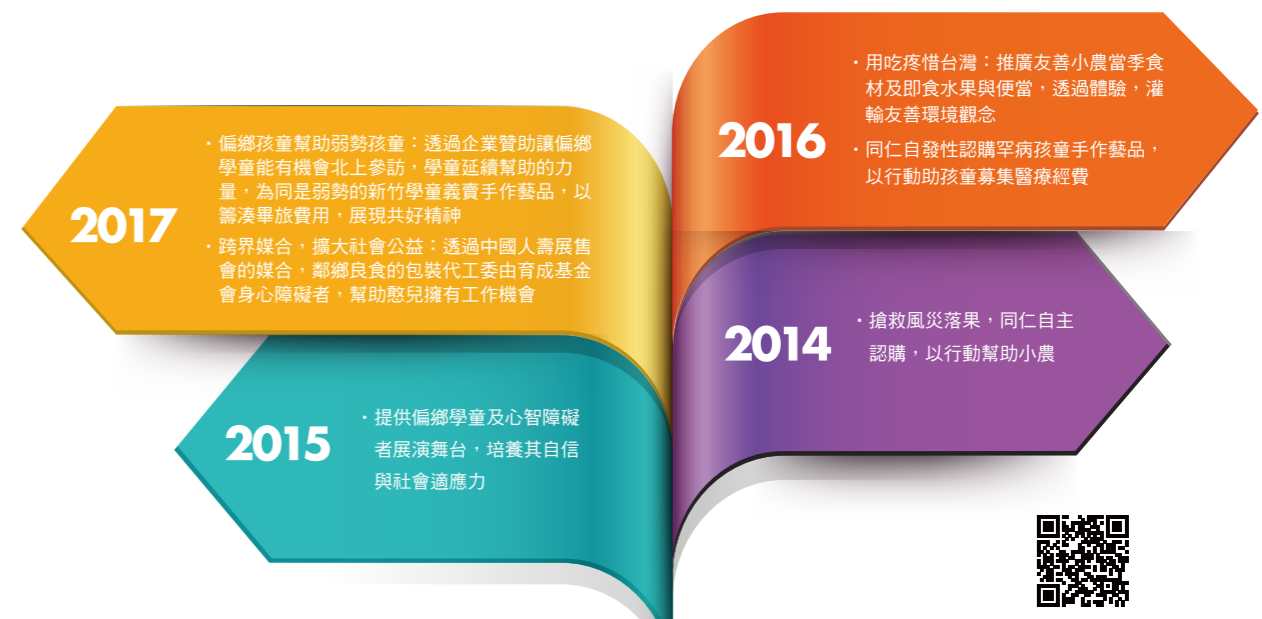 2017
・偏鄉孩童幫助弱勢孩童：透過企業贊助讓偏鄉
學童能有機會北上參訪，學童延續幫助的力
量，為同是弱勢的新竹學童義賣手作藝品，以
籌湊畢旅費用，展現共好精神
・跨界媒合，擴大社會公益：透過中國人壽展售
會的媒合，鄰鄉良食的包裝代工委由育成基金
會身心障礙者，幫助憨兒擁有工作機會
2016
・用吃疼惜台灣：推廣友善小農當季食
材及即食水果與便當，透過體驗，灌
輸友善環境觀念
・同仁自發性認購罕病孩童手作藝品，
以行動助孩童募集醫療經費
2015
・提供偏鄉學童及心智障礙
者展演舞台，培養其自信
與社會適應力
2014
・搶救風災落果，同仁自主
認購，以行動幫助小農